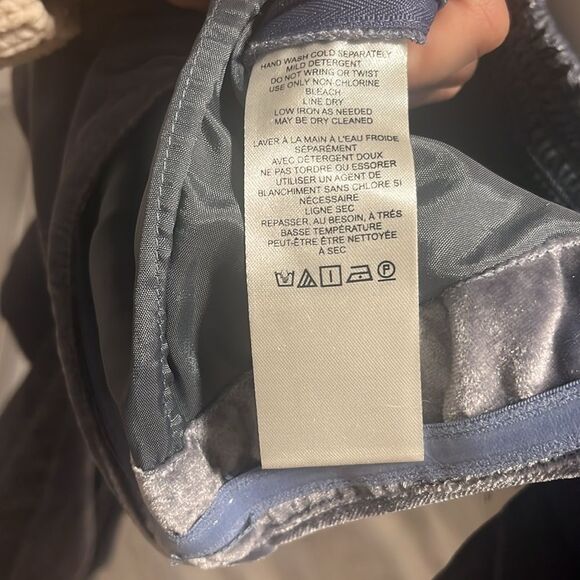 HAND WASH COLD SEPARATELY
MILD DETERGENT
DO NOT WRING OR TWIST
USE ONLY NON-CHLORINE
BLEACH
LINE DRY
LOW IRON AS NEEDED
MAY BE DRY CLEANED
LAVER À LA MAIN À L'EAU FROIDE
SÉPARÉMENT
AVEC DÉTERGENT DOUX
NE PAS TORDRE OU ESSORER
UTILISER UN AGENT DE
BLANCHIMENT SANS CHLORE SI
NÉCESSAIRE
LIGNE SEC
REPASSER, AU BESOIN, À TRÈS
BASSE TEMPÉRATURE
PEUT-ÊTRE ÊTRE NETTOYÉE
À SEC
P